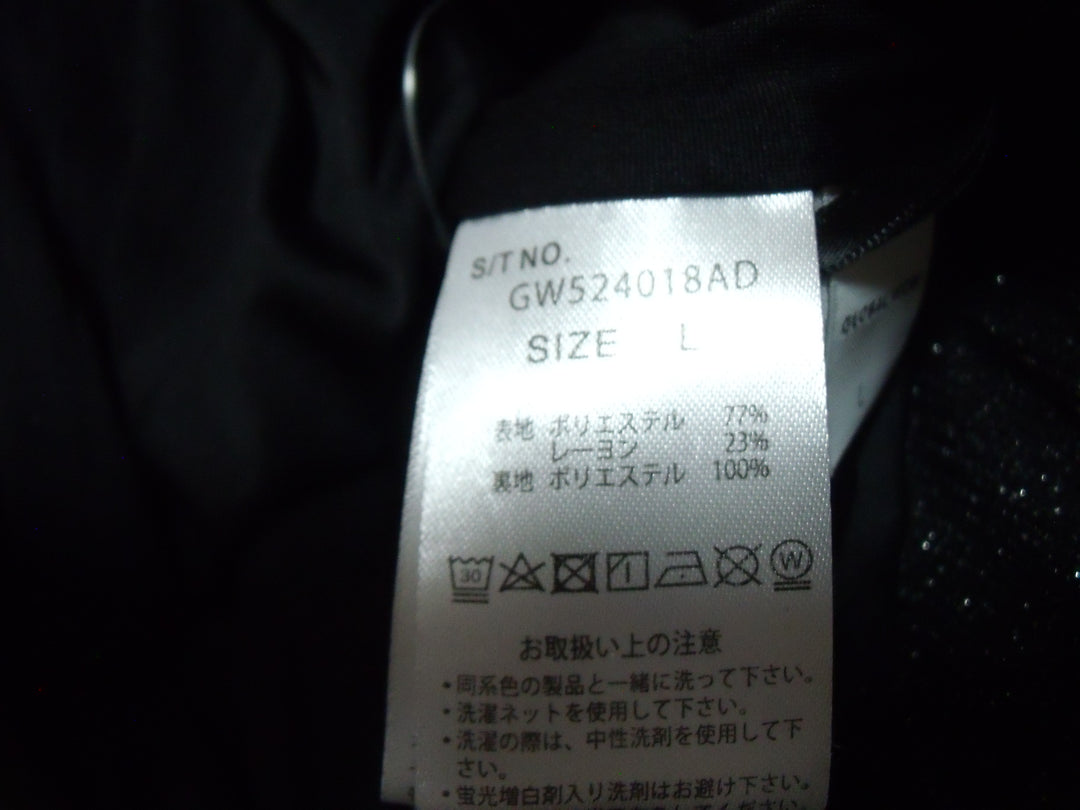 S/T NO.
GW524018AD
SIZE L
表地 ポリエステル 77%
レーヨン 23%
裏地 ポリエステル 100%
30
W
お取扱い上の注意
・同系色の製品と一緒に洗って下さい。
・洗濯ネットを使用して下さい。
・洗濯の際は、中性洗剤を使用して下
さい。
・蛍光増白剤入り洗剤はお避け下さい。
GLOBAL
L